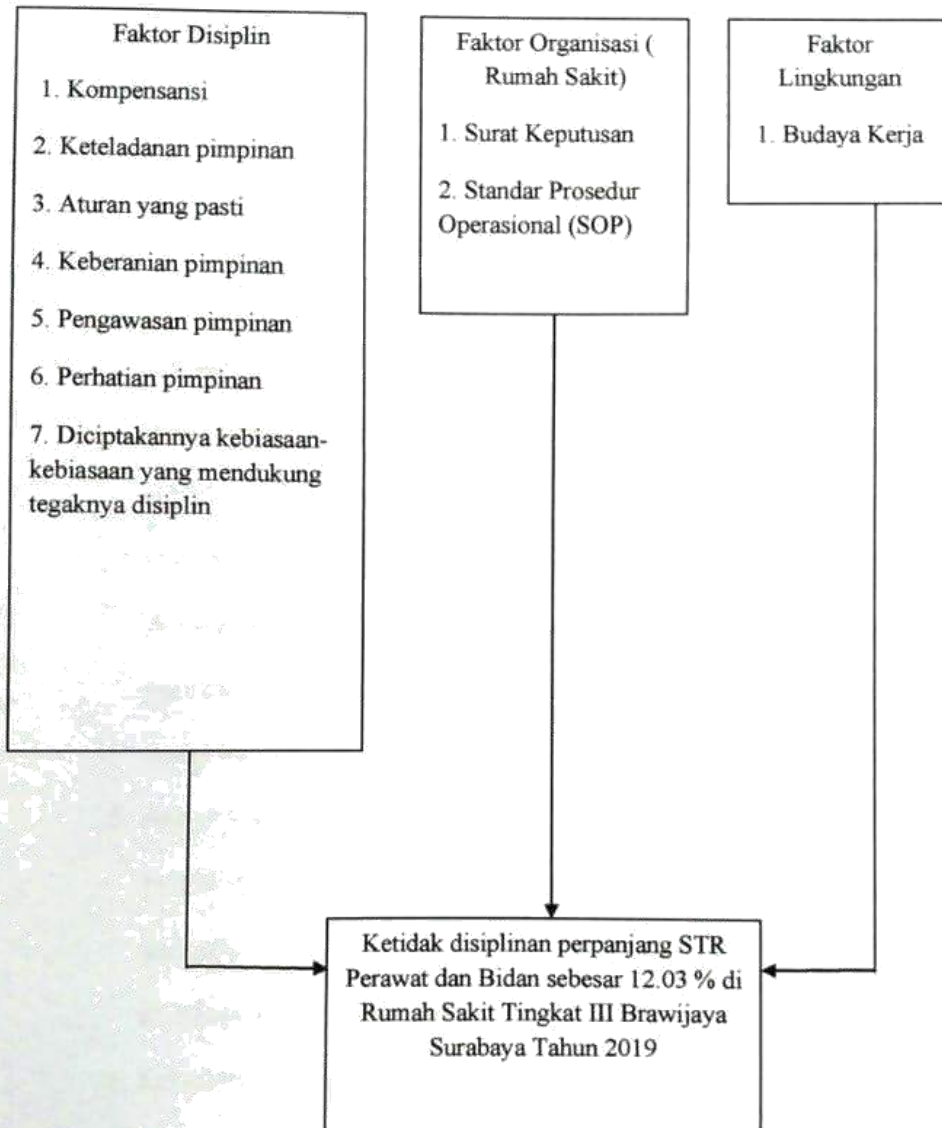 Faktor Disiplin
1. Kompensansi
2. Keteladanan pimpinan
3. Aturan yang pasti
4. Keberanian pimpinan
5. Pengawasan pimpinan
6. Perhatian pimpinan
7. Diciptakannya kebiasaan-
kebiasaan yang mendukung
tegaknya disiplin
Faktor Organisasi (
Rumah Sakit)
1. Surat Keputusan
2. Standar Prosedur
Operasional (SOP)
Faktor
Lingkungan
1. Budaya Kerja
Ketidak disiplinan perpanjang STR
Perawat dan Bidan sebesar 12.03 % di
Rumah Sakit Tingkat III Brawijaya
Surabaya Tahun 2019